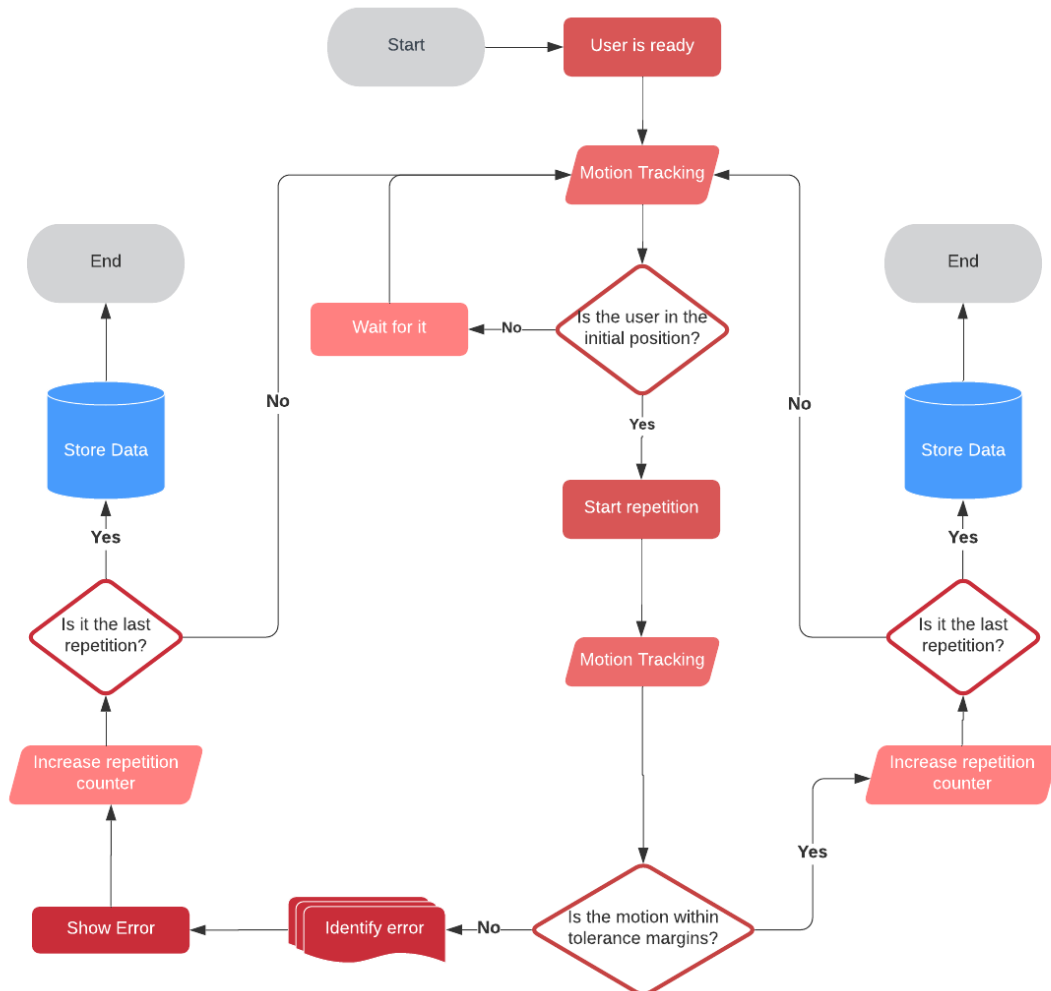 Start
User is ready
Motion Tracking
End
End
Is the user in the
initial position?
No
Wait for it
No
No
Yes
Store Data
Store Data
Start repetition
Yes
Yes
Is it the last
repetition?
Is it the last
repetition?
Motion Tracking
Increase repetition
counter
Increase repetition
counter
Yes
Is the motion within
tolerance margins?
No
Identify error
Show Error